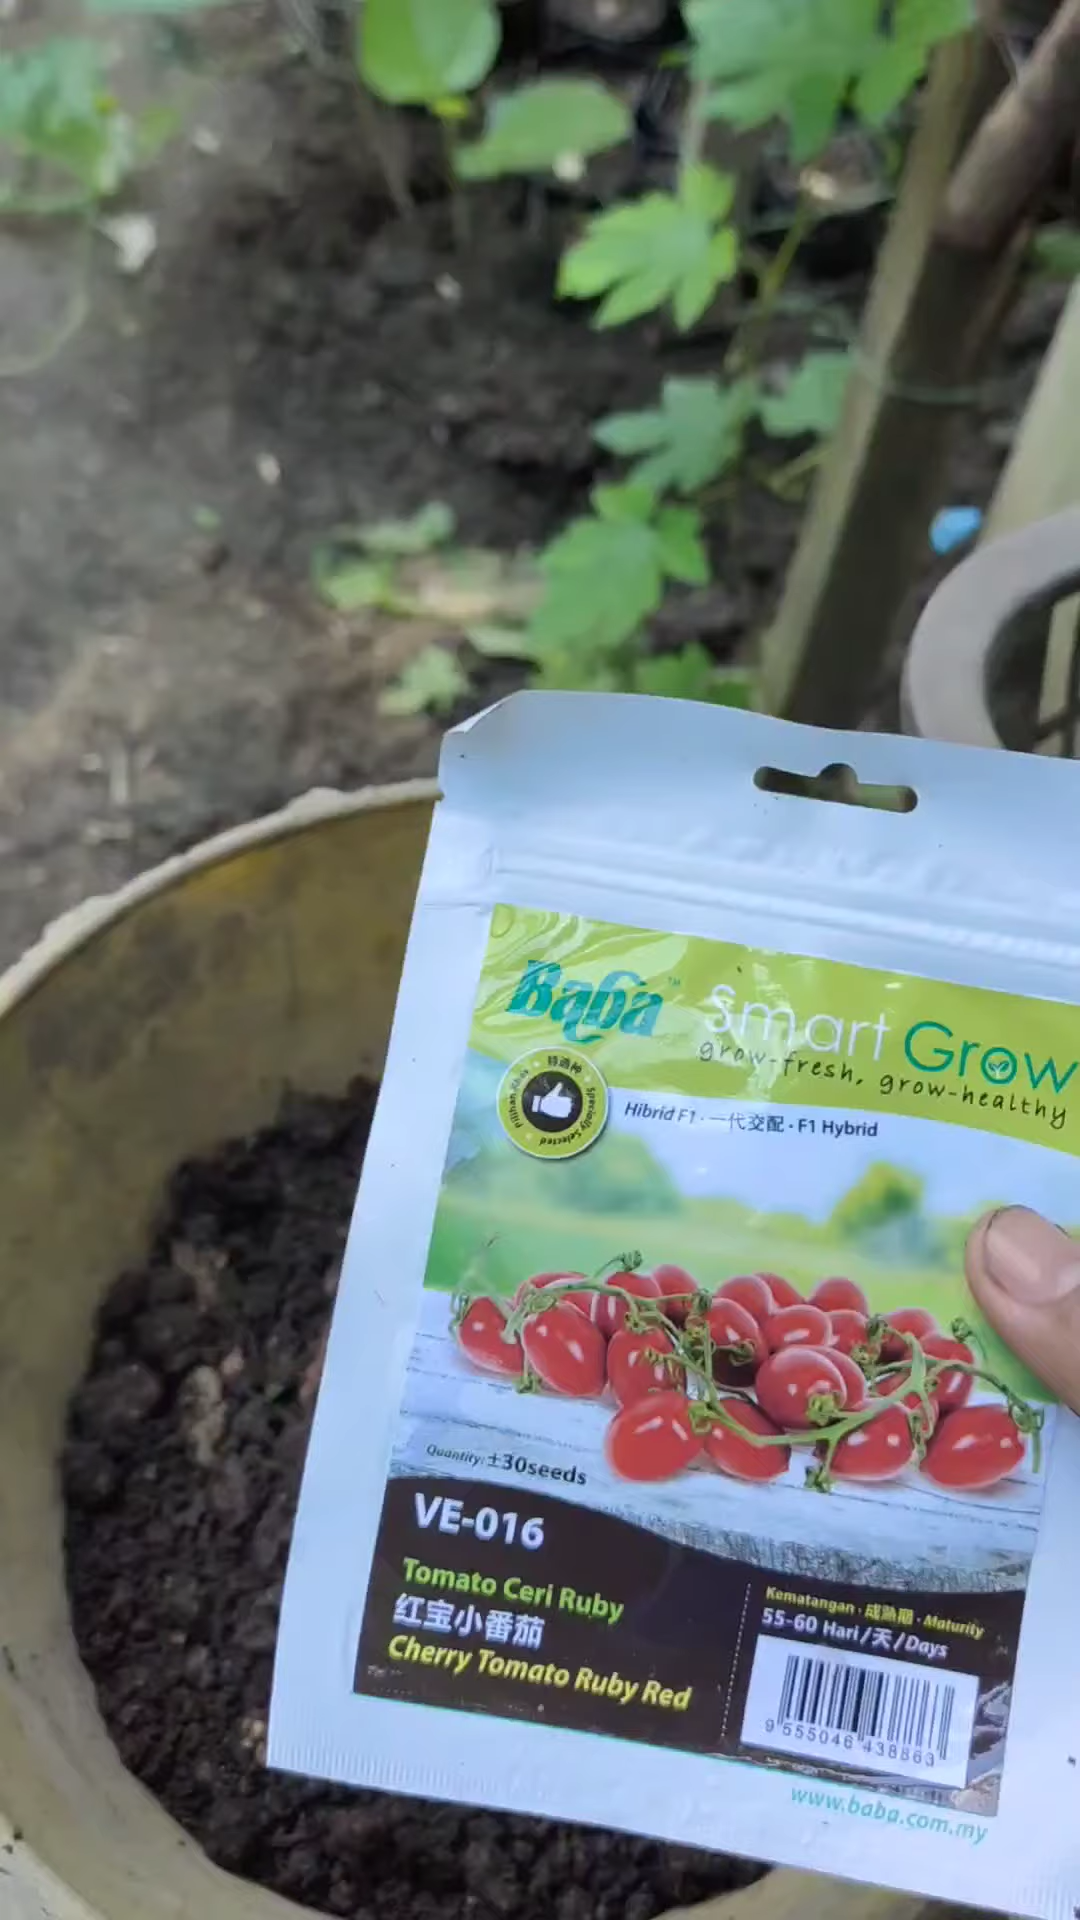 Baba™
Smart Grow
grow-fresh, grow-healthy
Pilihan Khas · 特选种 · Specially Selected
Hibrid F1 · 一代交配 · F1 Hybrid
Quantity: ±30seeds
VE-016
Tomato Ceri Ruby
红宝小番茄
Cherry Tomato Ruby Red
Kematangan · 成熟期 · Maturity
55-60 Hari/天/Days
9 555046 438863
www.baba.com.my